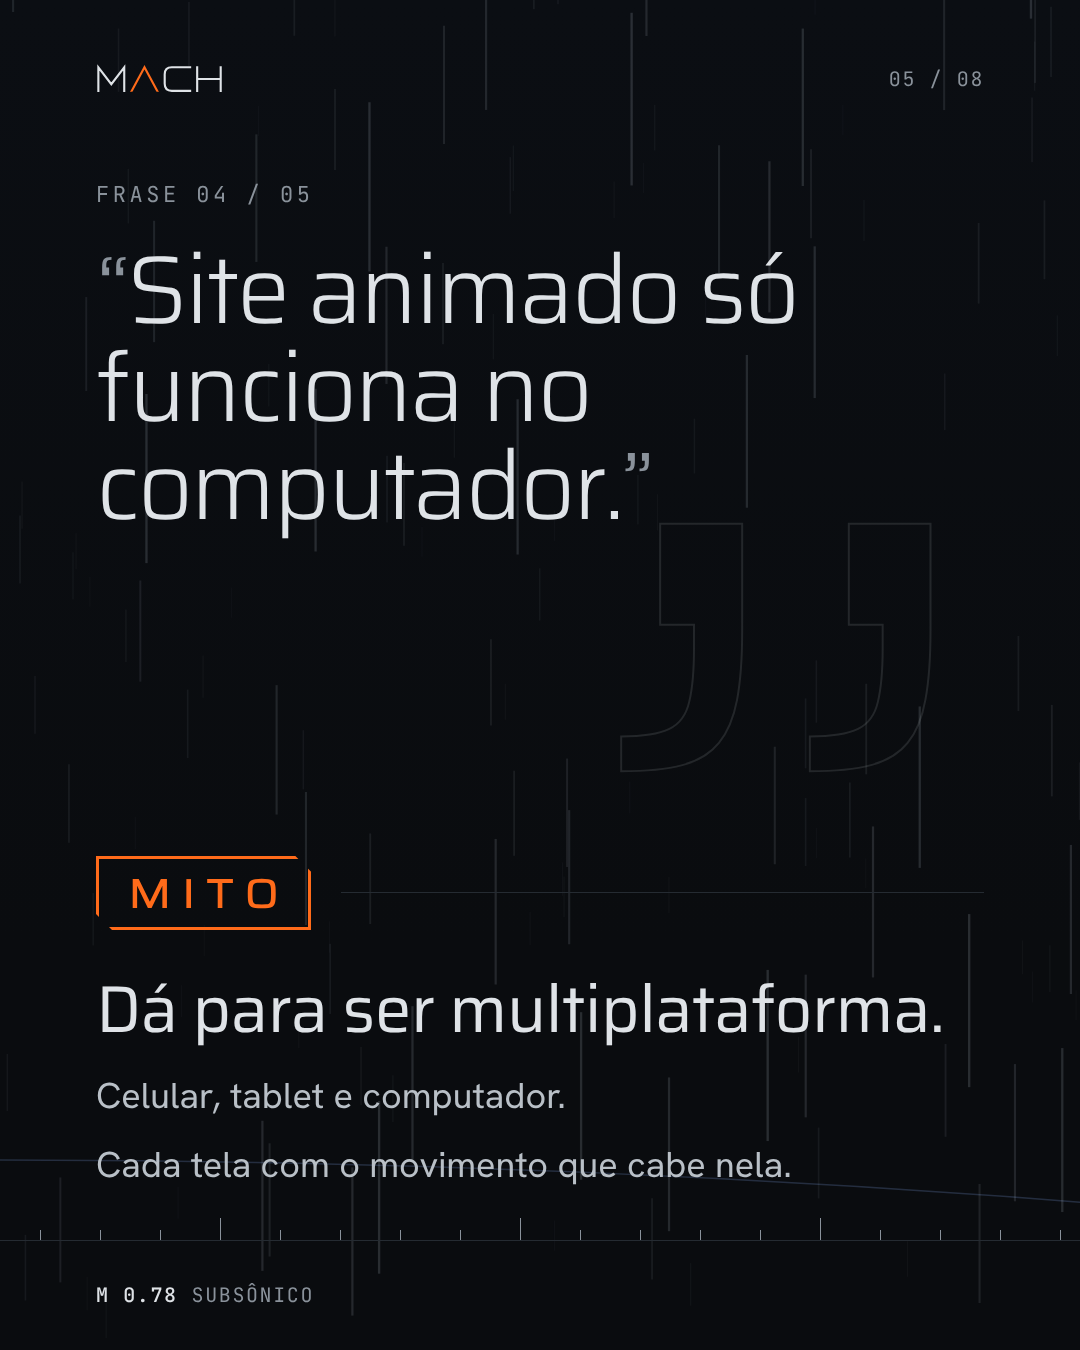 MACH
05 / 08
FRASE 04 / 05
“Site animado só
funciona no
computador.”
MITO
Dá para ser multiplataforma.
Celular, tablet e computador.
Cada tela com o movimento que cabe nela.
M 0.78 SUBSÔNICO